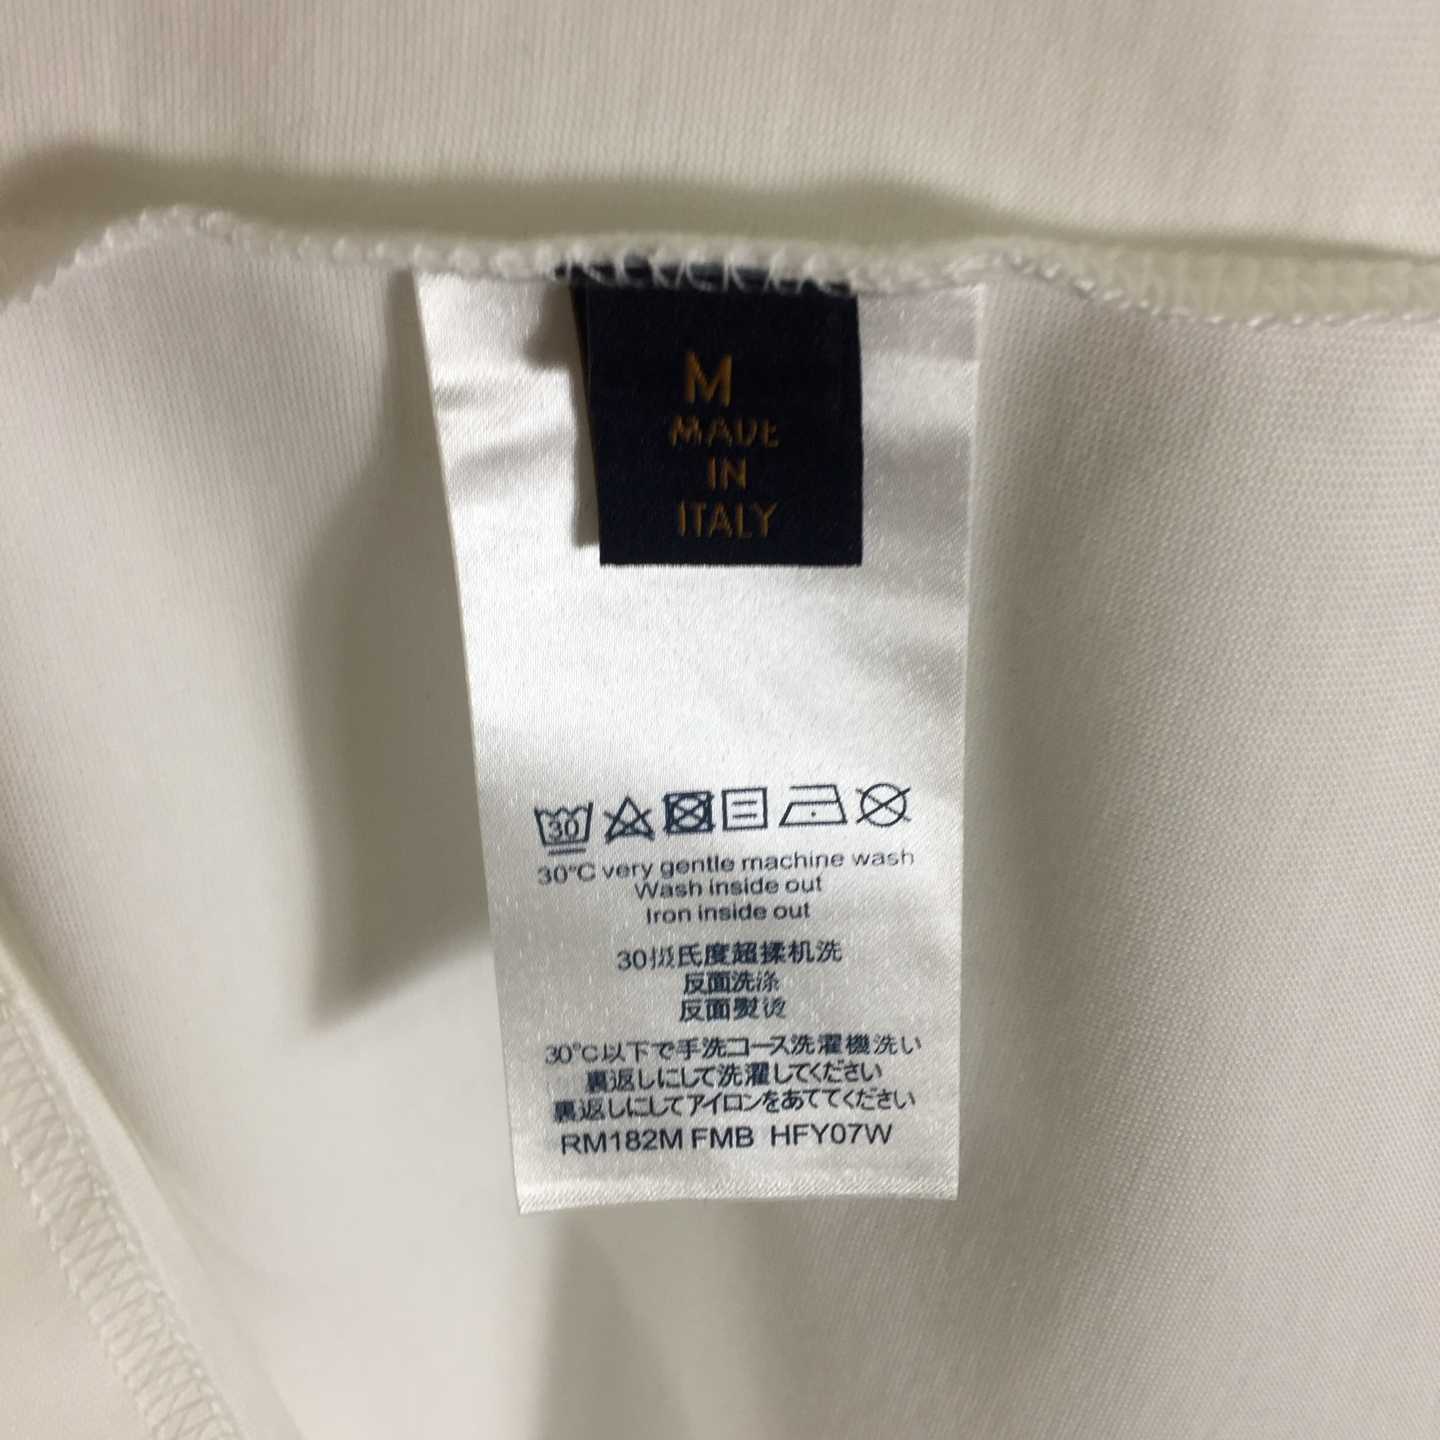 M
MADE
IN
ITALY
30
30°C very gentle machine wash
Wash inside out
Iron inside out
30摄氏度超揉机洗
反面洗涤
反面熨烫
30°C以下で手洗コース洗濯機洗い
裏返しにして洗濯してください
裏返しにしてアイロンをあててください
RM182M FMB HFY07W